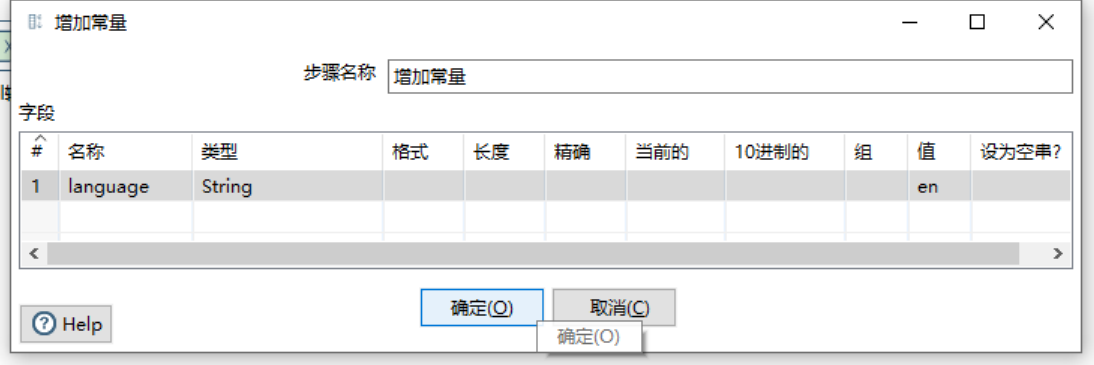 增加常量
步骤名称 增加常量
字段
# 名称 类型 格式 长度 精确 当前的 10进制的 组 值 设为空串?
1 language String en
确定(O) 取消(C)
Help
确定(O)